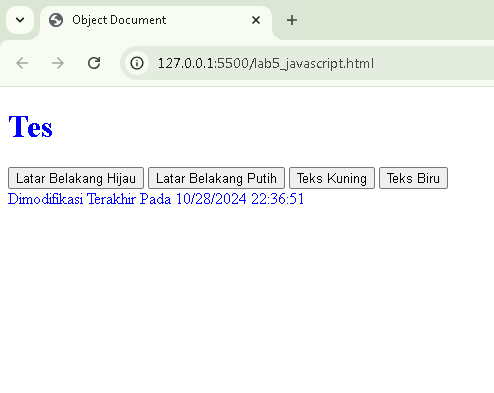 Object Document
127.0.0.1:5500/lab5_javascript.html
Tes
Latar Belakang Hijau Latar Belakang Putih Teks Kuning Teks Biru
Dimodifikasi Terakhir Pada 10/28/2024 22:36:51